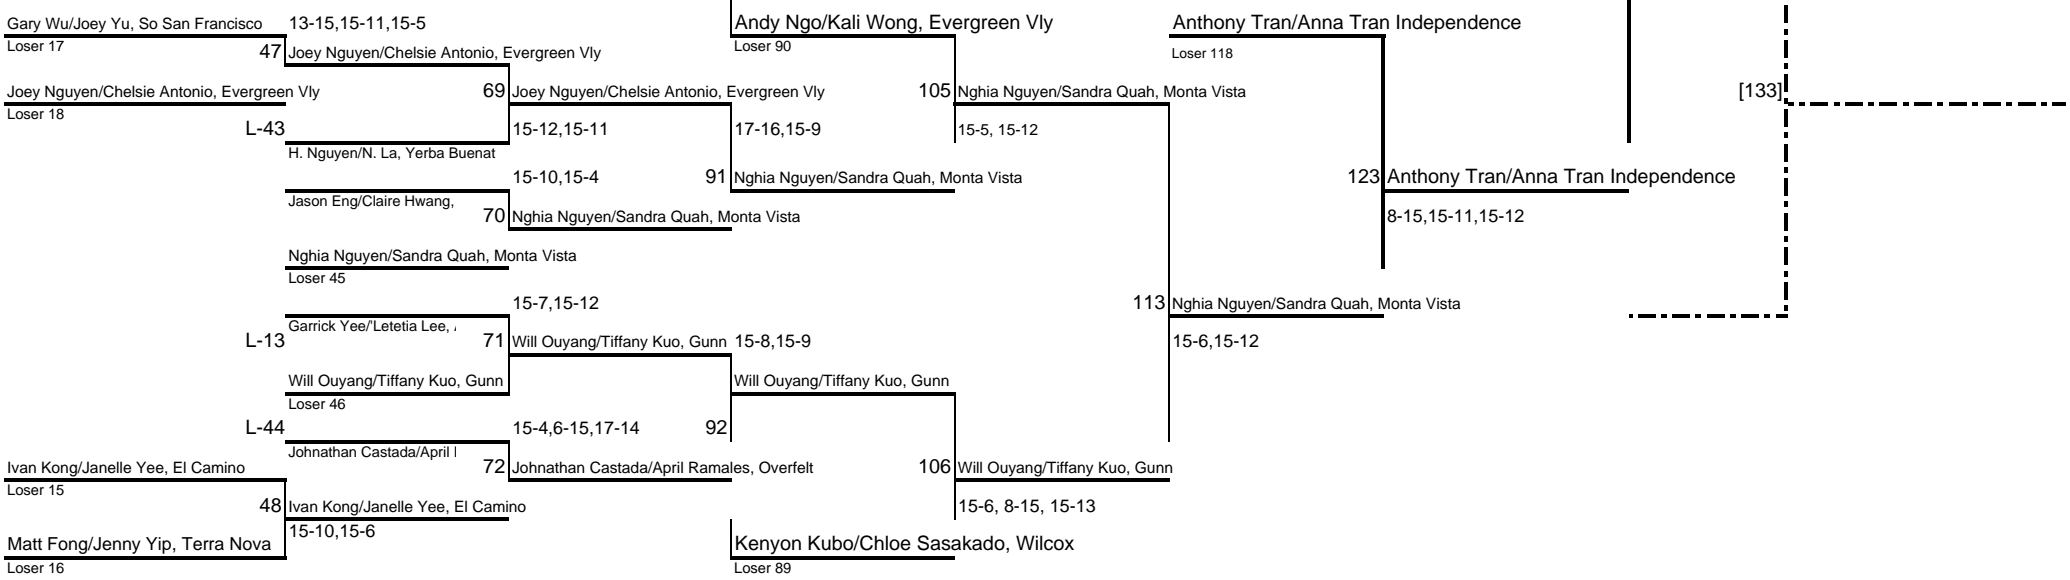 Gary Wu/Joey Yu, So San Francisco
13-15,15-11,15-5
Andy Ngo/Kali Wong, Evergreen Vly
Anthony Tran/Anna Tran Independence
Loser 17
47
Joey Nguyen/Chelsie Antonio, Evergreen Vly
Loser 90
Loser 118
Joey Nguyen/Chelsie Antonio, Evergreen Vly
69
Joey Nguyen/Chelsie Antonio, Evergreen Vly
105
Nghia Nguyen/Sandra Quah, Monta Vista
[133]
Loser 18
L-43
15-12,15-11
17-16,15-9
15-5, 15-12
H. Nguyen/N. La, Yerba Buenat
15-10,15-4
91
Nghia Nguyen/Sandra Quah, Monta Vista
123
Anthony Tran/Anna Tran Independence
Jason Eng/Claire Hwang,
70
Nghia Nguyen/Sandra Quah, Monta Vista
8-15,15-11,15-12
Nghia Nguyen/Sandra Quah, Monta Vista
Loser 45
15-7,15-12
113
Nghia Nguyen/Sandra Quah, Monta Vista
Garrick Yee/'Letetia Lee,
L-13
71
Will Ouyang/Tiffany Kuo, Gunn
15-8,15-9
15-6,15-12
Will Ouyang/Tiffany Kuo, Gunn
Will Ouyang/Tiffany Kuo, Gunn
Loser 46
L-44
15-4,6-15,17-14
92
Johnathan Castada/April
Ivan Kong/Janelle Yee, El Camino
72
Johnathan Castada/April Ramales, Overfelt
106
Will Ouyang/Tiffany Kuo, Gunn
Loser 15
48
Ivan Kong/Janelle Yee, El Camino
15-6, 8-15, 15-13
15-10,15-6
Matt Fong/Jenny Yip, Terra Nova
Kenyon Kubo/Chloe Sasakado, Wilcox
Loser 16
Loser 89